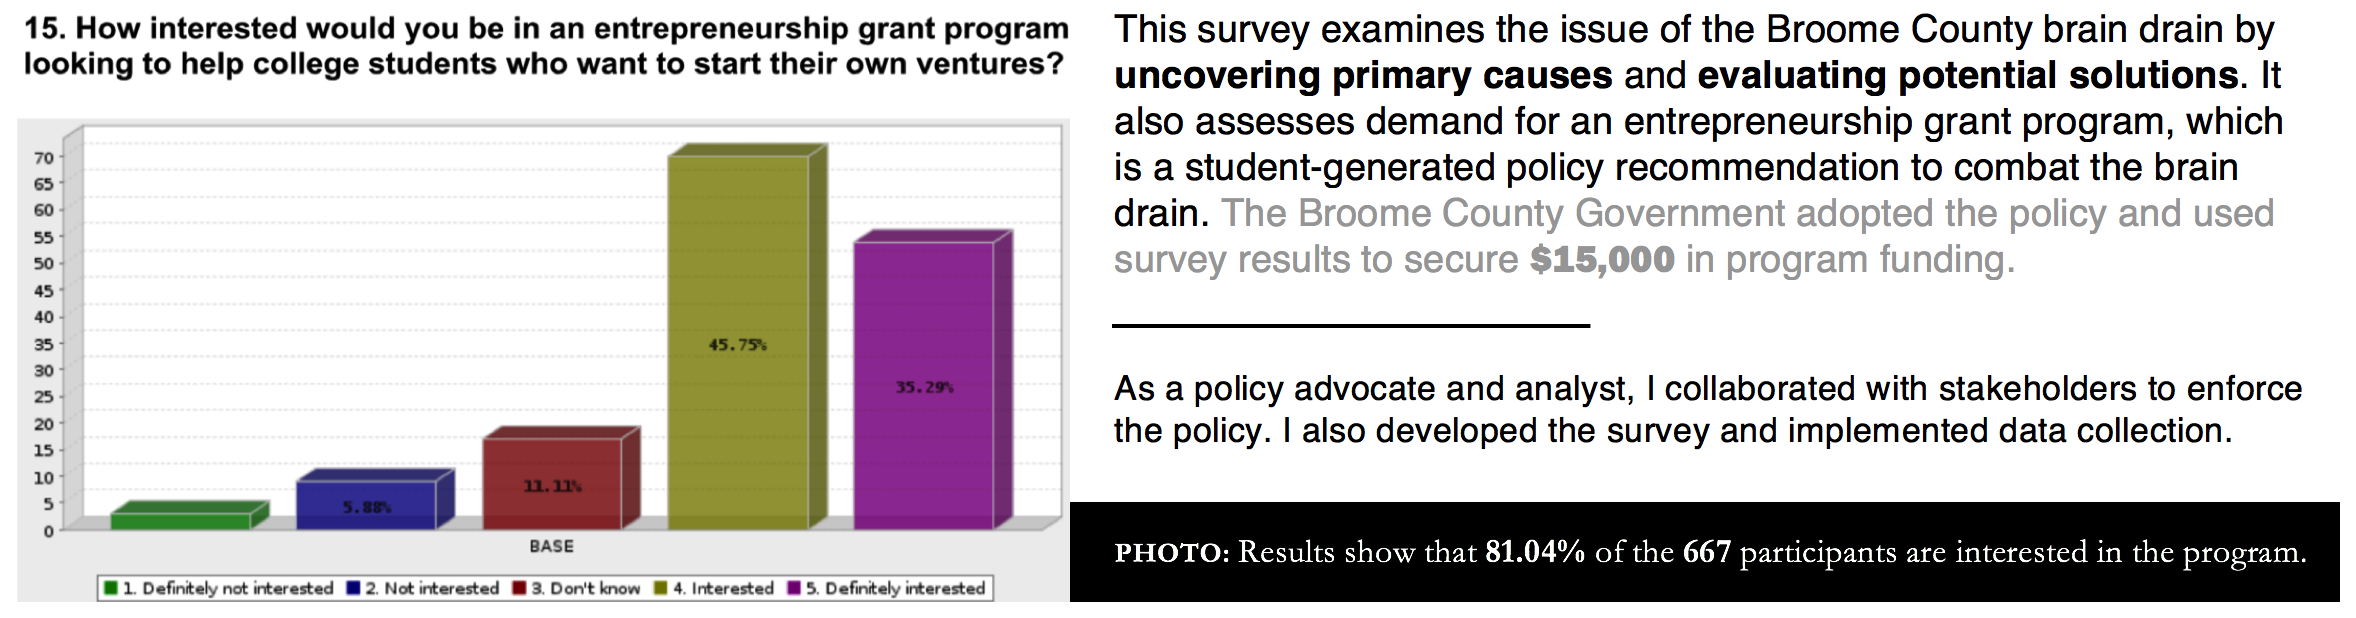 15. How interested would you be in an entrepreneurship grant program
looking to help college students who want to start their own ventures?
70
65
60
55
50
45
40
35
30
25
20
15
10
5
0
5.88%
11.11%
45.75%
35.29%
BASE
1. Definitely not interested 2. Not interested 3. Don't know 4. Interested 5. Definitely interested
This survey examines the issue of the Broome County brain drain by
uncovering primary causes and evaluating potential solutions. It
also assesses demand for an entrepreneurship grant program, which
is a student-generated policy recommendation to combat the brain
drain. The Broome County Government adopted the policy and used
survey results to secure $15,000 in program funding.
As a policy advocate and analyst, I collaborated with stakeholders to enforce
the policy. I also developed the survey and implemented data collection.
PHOTO: Results show that 81.04% of the 667 participants are interested in the program.